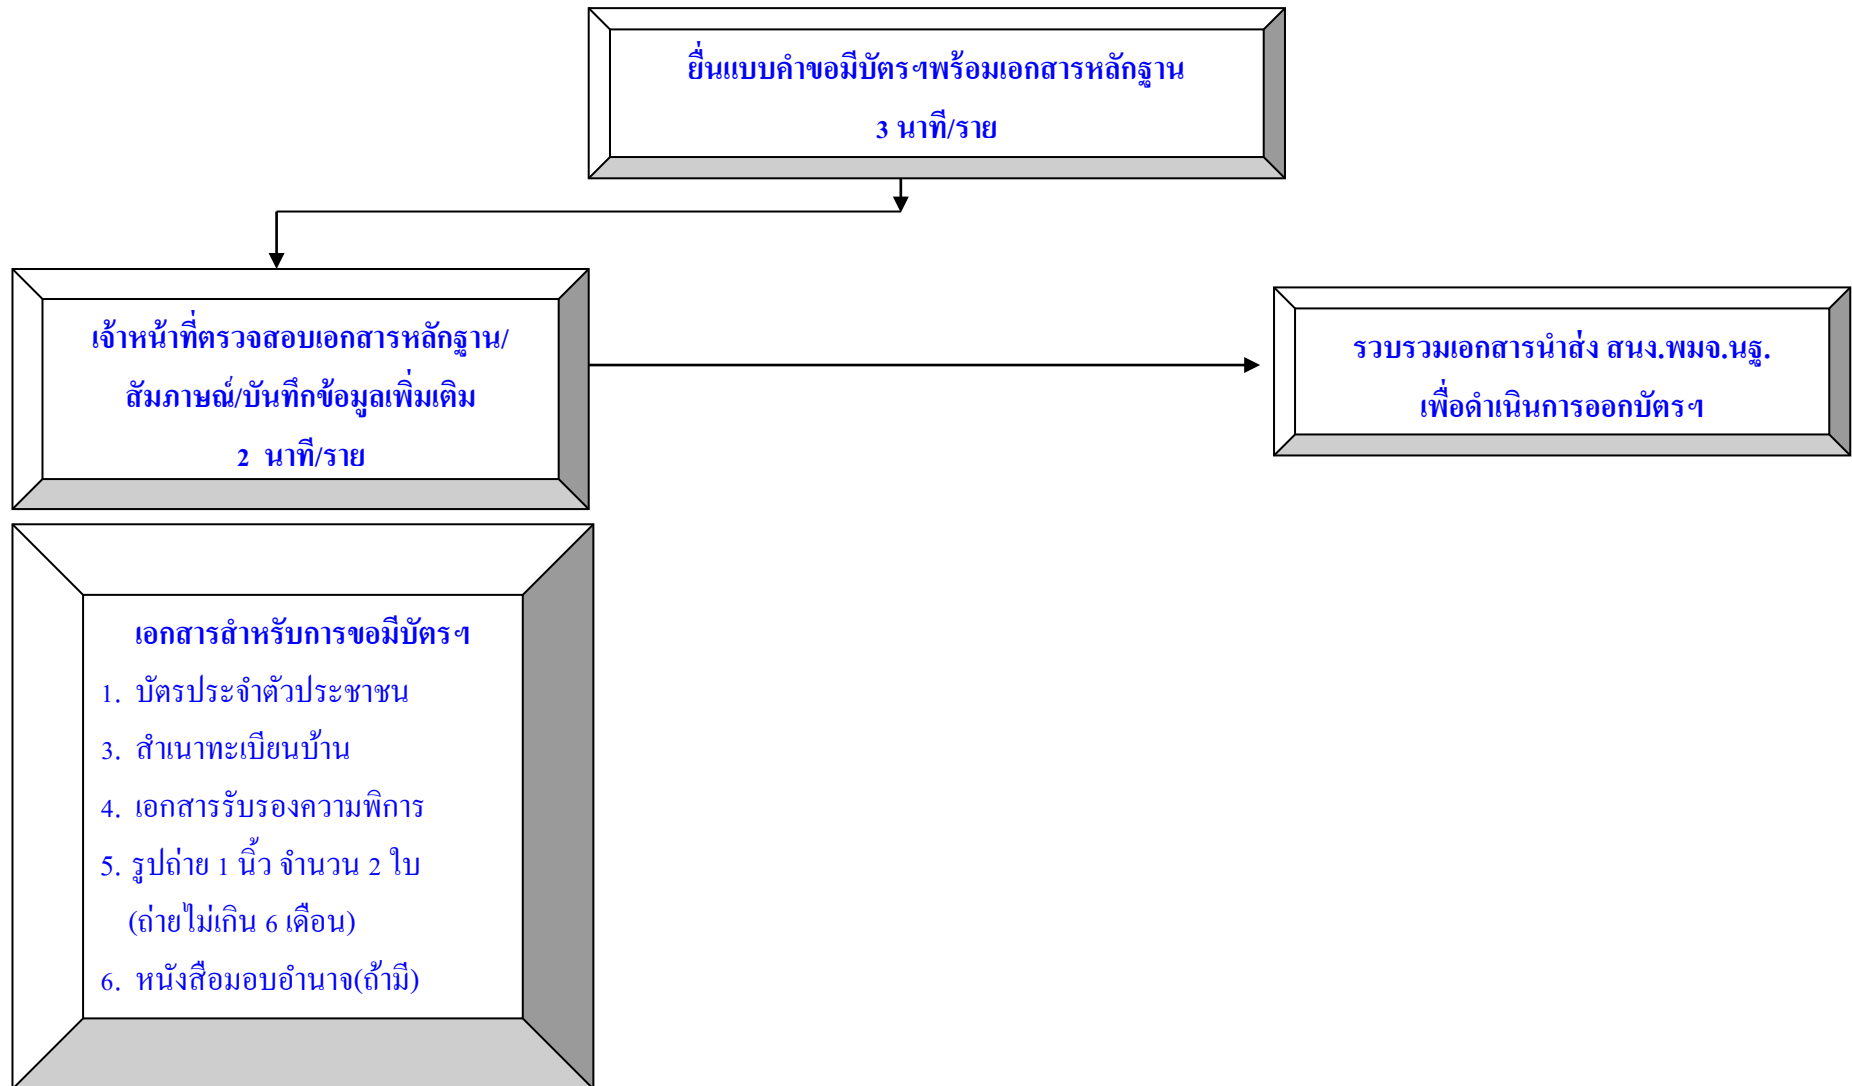 ยื่นแบบคำขอมีบัตรฯพร้อมเอกสารหลักฐาน
3 นาที/ราย
เจ้าหน้าที่ตรวจสอบเอกสารหลักฐาน/
สัมภาษณ์/บันทึกข้อมูลเพิ่มเติม
2 นาที/ราย
รวบรวมเอกสารนำส่ง สนง.พมจ.นฐ.
เพื่อดำเนินการออกบัตรฯ
เอกสารสำหรับการขอมีบัตรฯ
1. บัตรประจำตัวประชาชน
3. สำเนาทะเบียนบ้าน
4. เอกสารรับรองความพิการ
5. รูปถ่าย 1 นิ้ว จำนวน 2 ใบ
(ถ่ายไม่เกิน 6 เดือน)
6. หนังสือมอบอำนาจ(ถ้ามี)